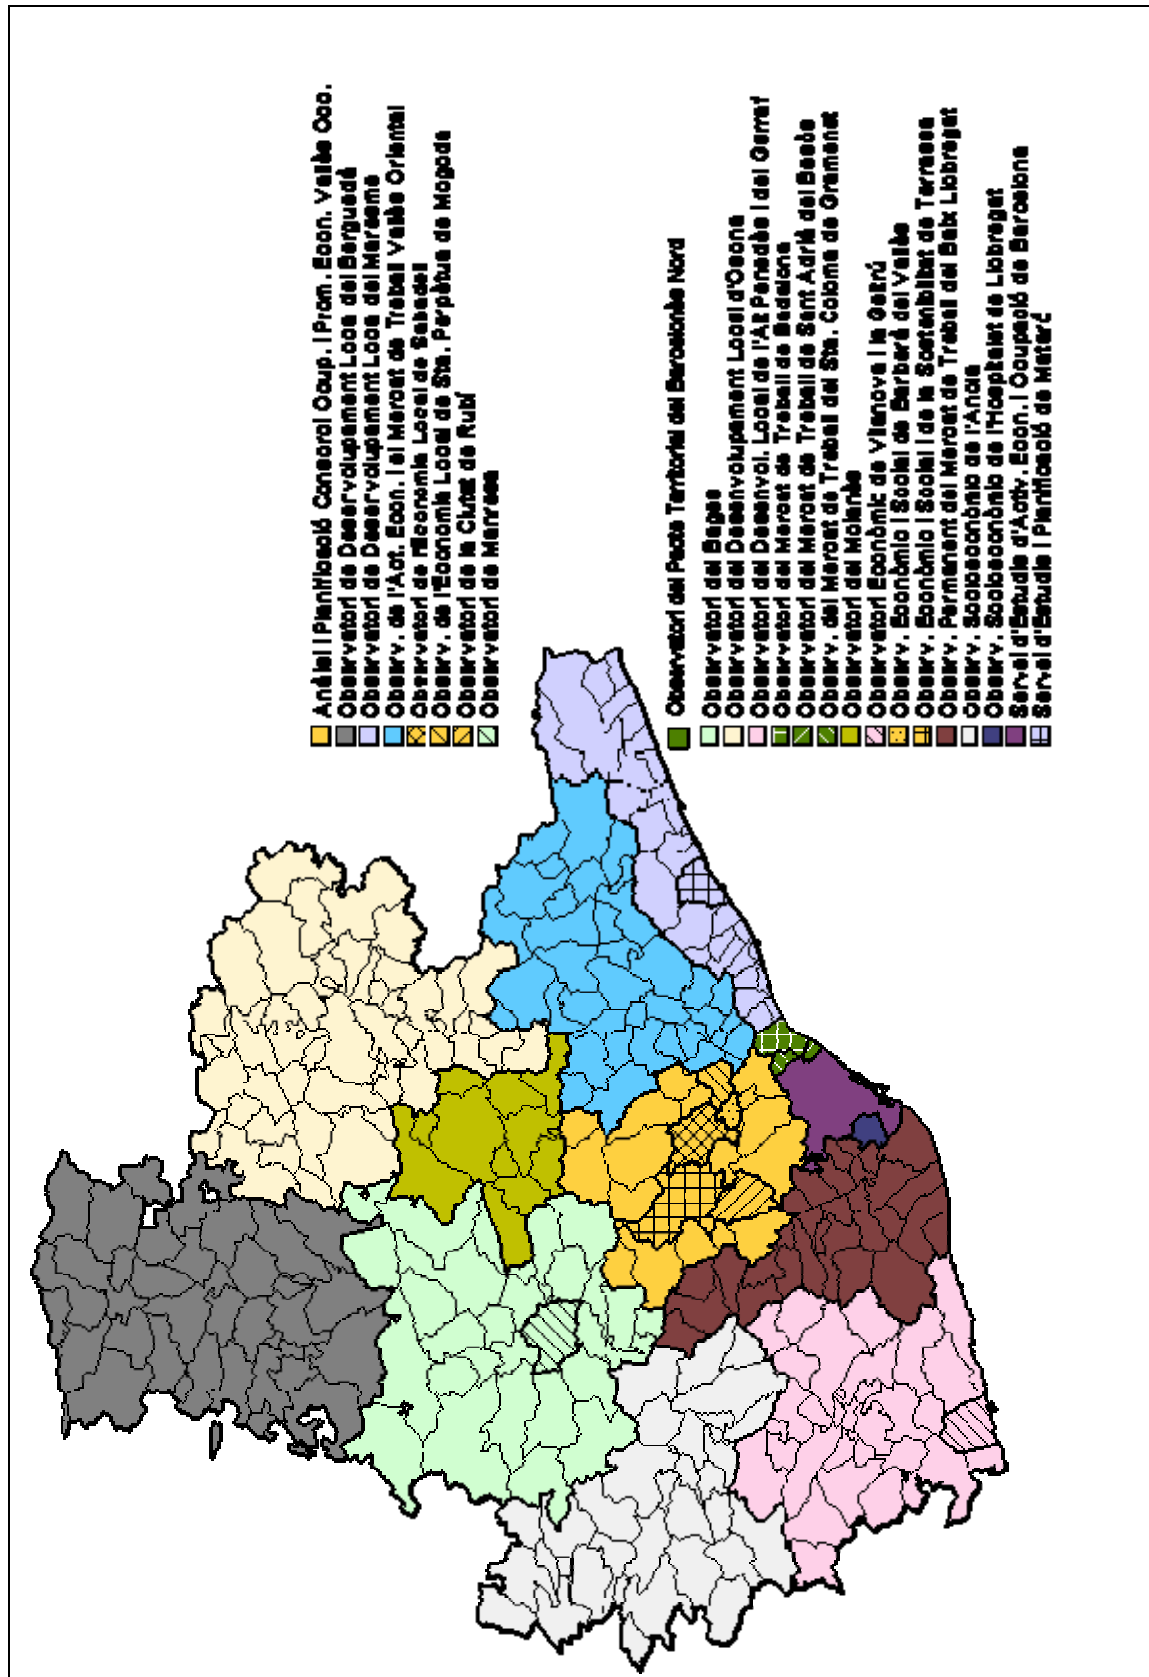 Anàlisi i Planificació Consorci Ocup. i Prom. Econ. Vallès Occ.
Observatori de Desenvolupament Local del Berguedà
Observatori de Desenvolupament Local del Maresme
Observ. de l'Act. Econ. i el Mercat de Treball Vallès Oriental
Observatori de l'Economia Local de Sabadell
Observ. de l'Economia Local de Sta. Perpètua de Mogoda
Observatori de la Ciutat de Rubí
Observatori de Manresa
Observatori del Pacte Territorial del Barcelonès Nord
Observatori del Bages
Observatori del Desenvolupament Local d'Osona
Observatori del Desenvol. Local de l'Alt Penedès i del Garraf
Observatori del Mercat de Treball de Badalona
Observatori del Mercat de Treball de Sant Adrià del Besòs
Observ. del Mercat de Treball del Sta. Coloma de Gramenet
Observatori del Moianès
Observatori Econòmic de Vilanova i la Geltrú
Observ. Econòmic i Social de Barberà del Vallès
Observ. Econòmic i Social i de la Sostenibilitat de Terrassa
Observ. Permanent del Mercat de Treball del Baix Llobregat
Observ. Socioeconòmic de l'Anoia
Observ. Socioeconòmic de l'Hospitalet de Llobregat
Servei d'Estudis d'Activ. Econ. i Ocupació de Barcelona
Servei d'Estudis i Planificació de Mataró